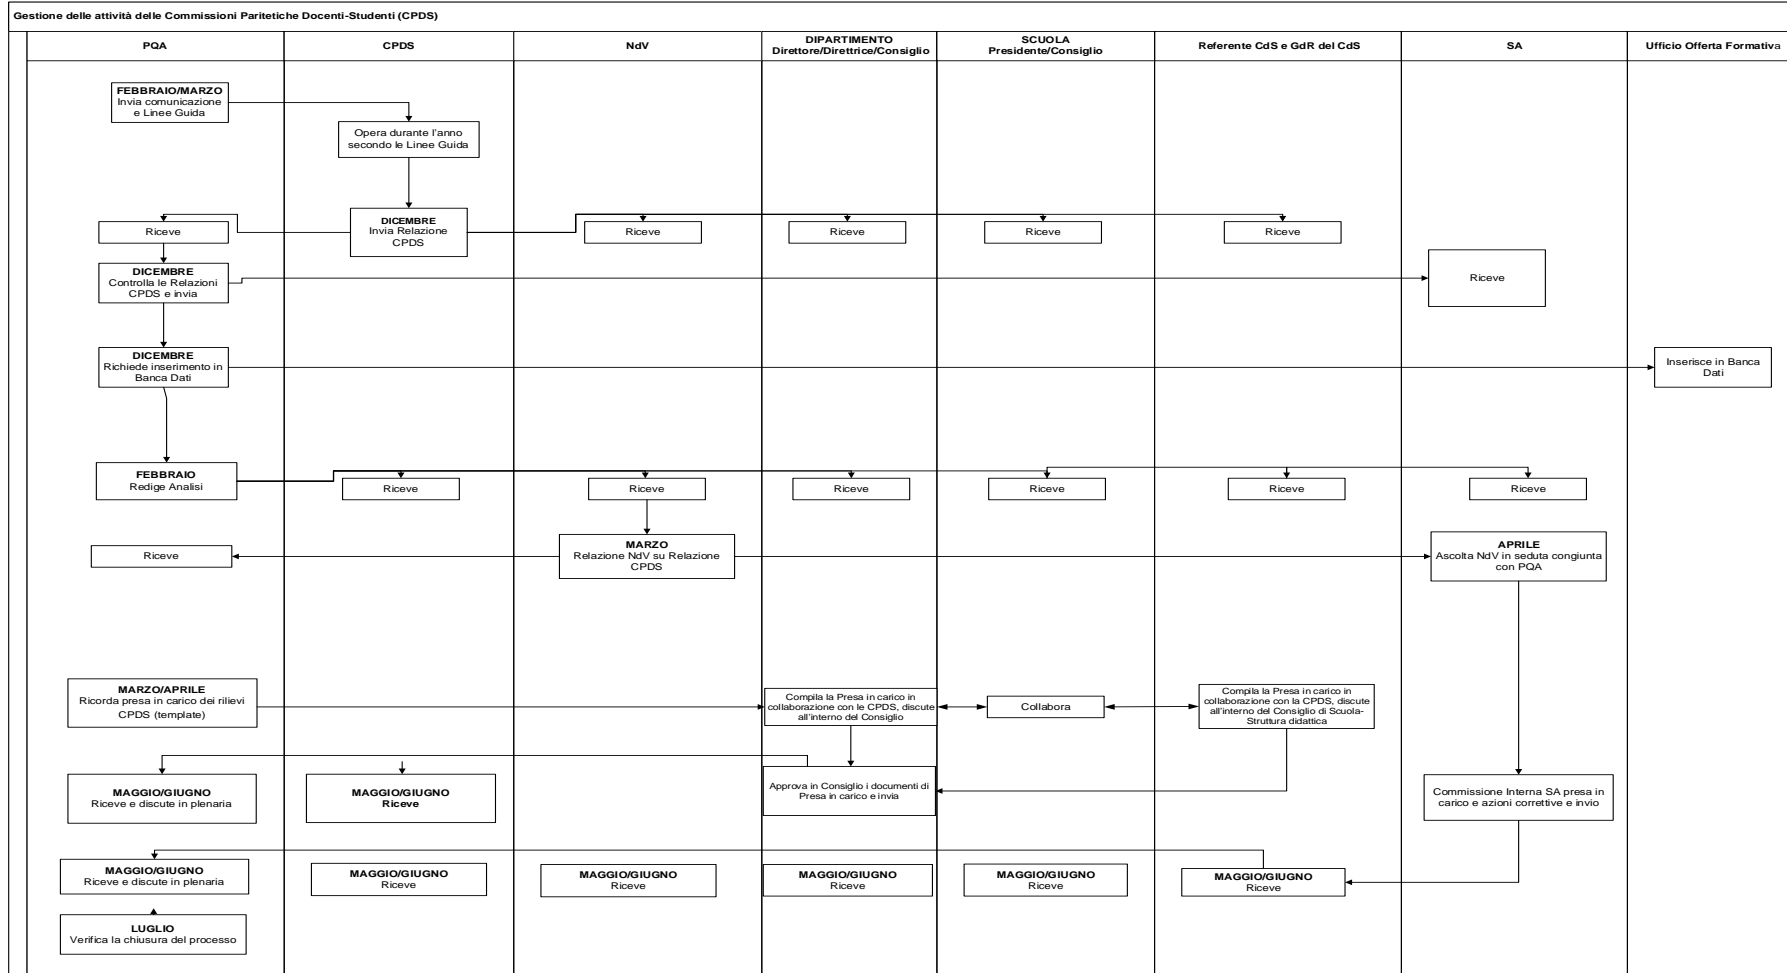 Gestione delle attività delle Commissioni Paritetiche Docenti-Studenti (CPDS)
PQA
CPDS
NdV
DIPARTIMENTO
Direttore/Direttrice/Consiglio
SCUOLA
Presidente/Consiglio
Referente CdS e GdR del CdS
SA
Ufficio Offerta Formativa
FEBBRAIO/MARZO
Invia comunicazione
e Linee Guida
Opera durante l'anno
secondo le Linee Guida
Riceve
DICEMBRE
Invia Relazione
CPDS
Riceve
Riceve
Riceve
Riceve
DICEMBRE
Controlla le Relazioni
CPDS e invia
Riceve
DICEMBRE
Richiede inserimento in
Banca Dati
Inserisce in Banca
Dati
FEBBRAIO
Redige Analisi
Riceve
Riceve
Riceve
Riceve
Riceve
Riceve
Riceve
MARZO
Relazione NdV su Relazione
CPDS
APRILE
Ascolta NdV in seduta congiunta
con PQA
MARZO/APRILE
Ricorda presa in carico dei rilievi
CPDS (template)
Compila la Presa in carico in
collaborazione con le CPDS, discute
all'interno del Consiglio
Collabora
Compila la Presa in carico in
collaborazione con la CPDS, discute
all'interno del Consiglio di Scuola-
Struttura didattica
MAGGIO/GIUGNO
Riceve e discute in plenaria
MAGGIO/GIUGNO
Riceve
Approva in Consiglio i documenti di
Presa in carico e invia
Commissione Interna SA presa in
carico e azioni correttive e invio
MAGGIO/GIUGNO
Riceve e discute in plenaria
MAGGIO/GIUGNO
Riceve
MAGGIO/GIUGNO
Riceve
MAGGIO/GIUGNO
Riceve
MAGGIO/GIUGNO
Riceve
MAGGIO/GIUGNO
Riceve
LUGLIO
Verifica la chiusura del processo